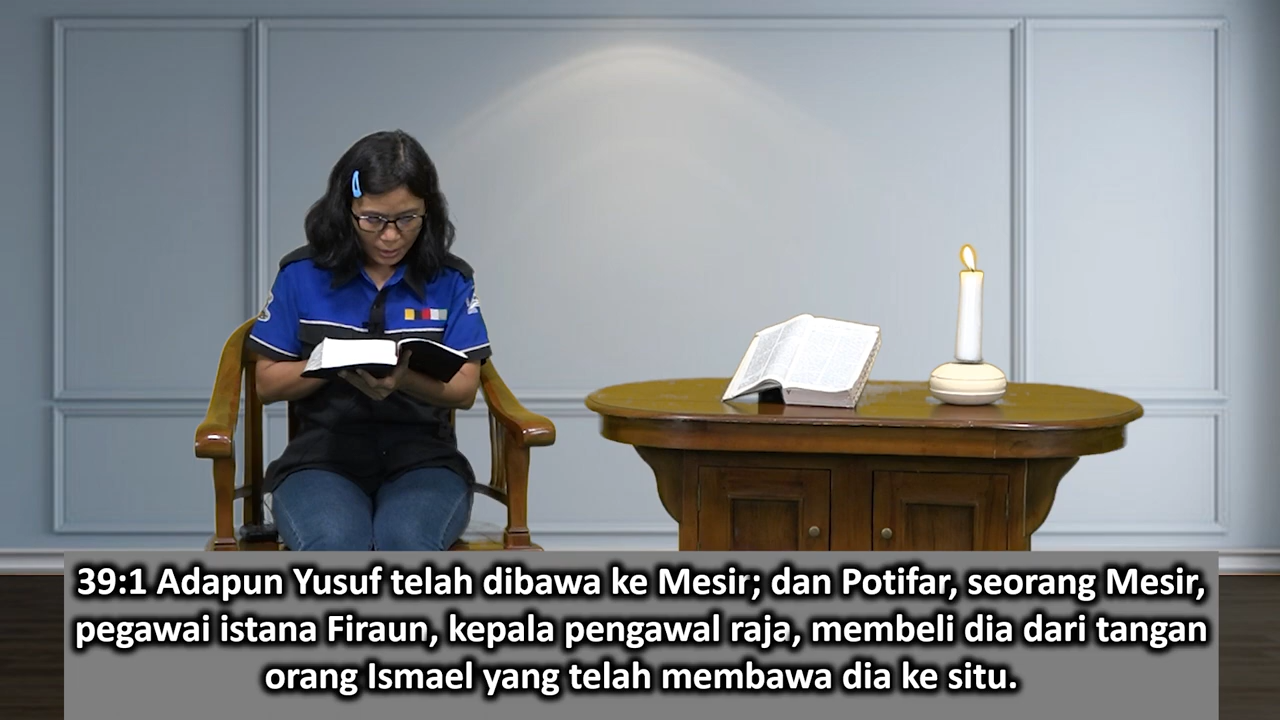 39:1 Adapun Yusuf telah dibawa ke Mesir; dan Potifar, seorang Mesir,
pegawai istana Firaun, kepala pengawal raja, membeli dia dari tangan
orang Ismael yang telah membawa dia ke situ.